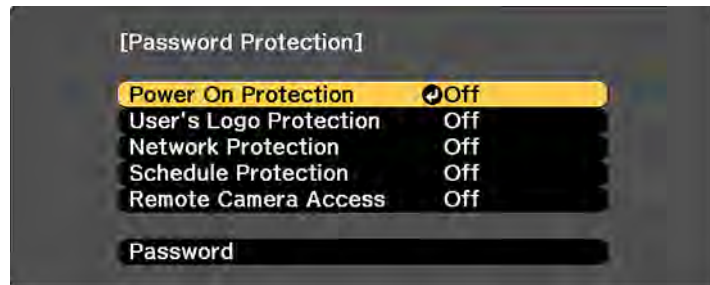 [Password Protection]
Power On Protection Off
User's Logo Protection Off
Network Protection Off
Schedule Protection Off
Remote Camera Access Off
Password